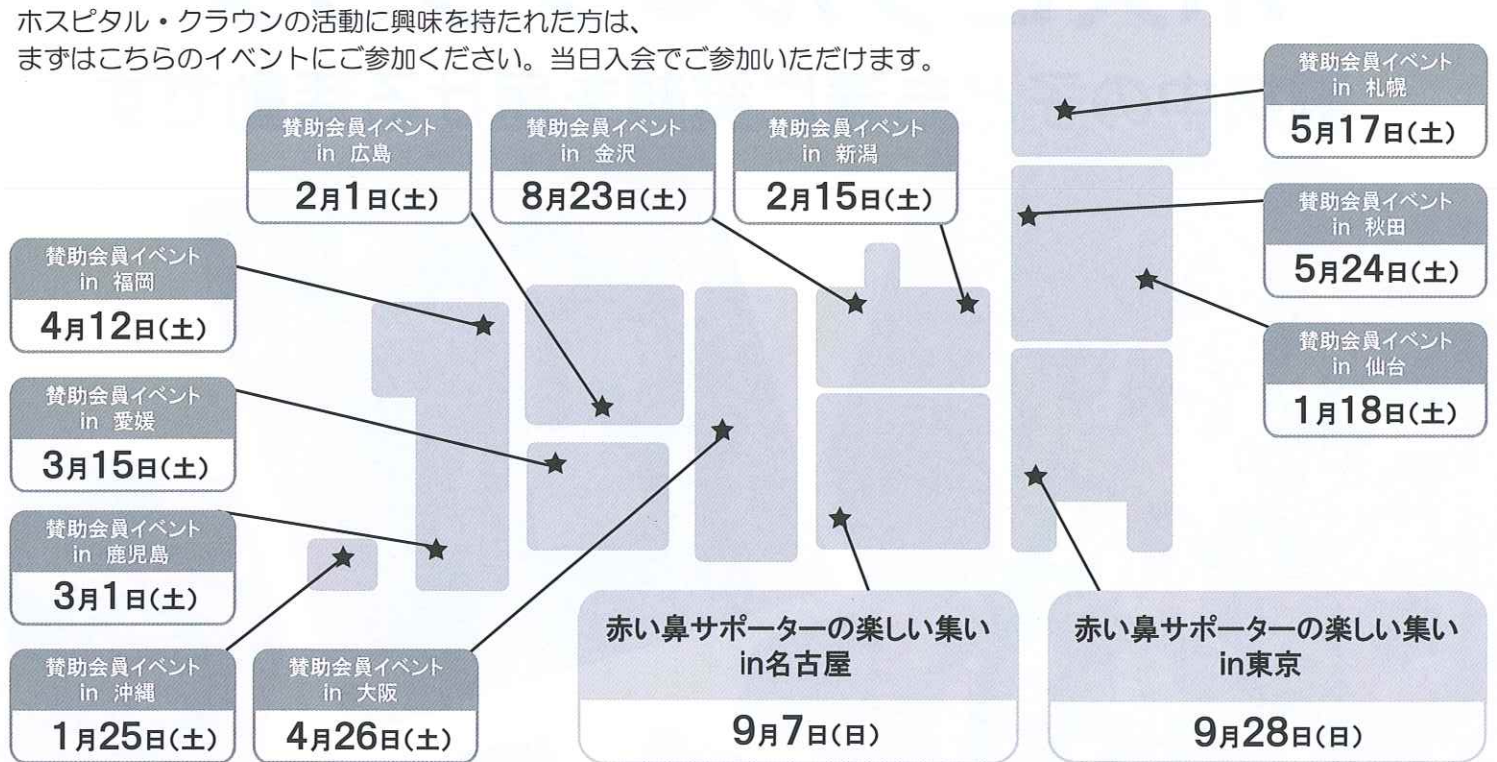 ホスピタル・クラウンの活動に興味を持たれた方は、
まずはこちらのイベントにご参加ください。当日入会でご参加いただけます。
賛助会員イベント
in 札幌
5月17日(土)
賛助会員イベント
in 広島
2月1日(土)
賛助会員イベント
in 金沢
8月23日(土)
賛助会員イベント
in 新潟
2月15日(土)
賛助会員イベント
in 秋田
5月24日(土)
賛助会員イベント
in 福岡
4月12日(土)
賛助会員イベント
in 仙台
1月18日(土)
賛助会員イベント
in 愛媛
3月15日(土)
賛助会員イベント
in 鹿児島
3月1日(土)
賛助会員イベント
in 沖縄
1月25日(土)
賛助会員イベント
in 大阪
4月26日(土)
赤い鼻サポーターの楽しい集い
in名古屋
9月7日(日)
赤い鼻サポーターの楽しい集い
in東京
9月28日(日)